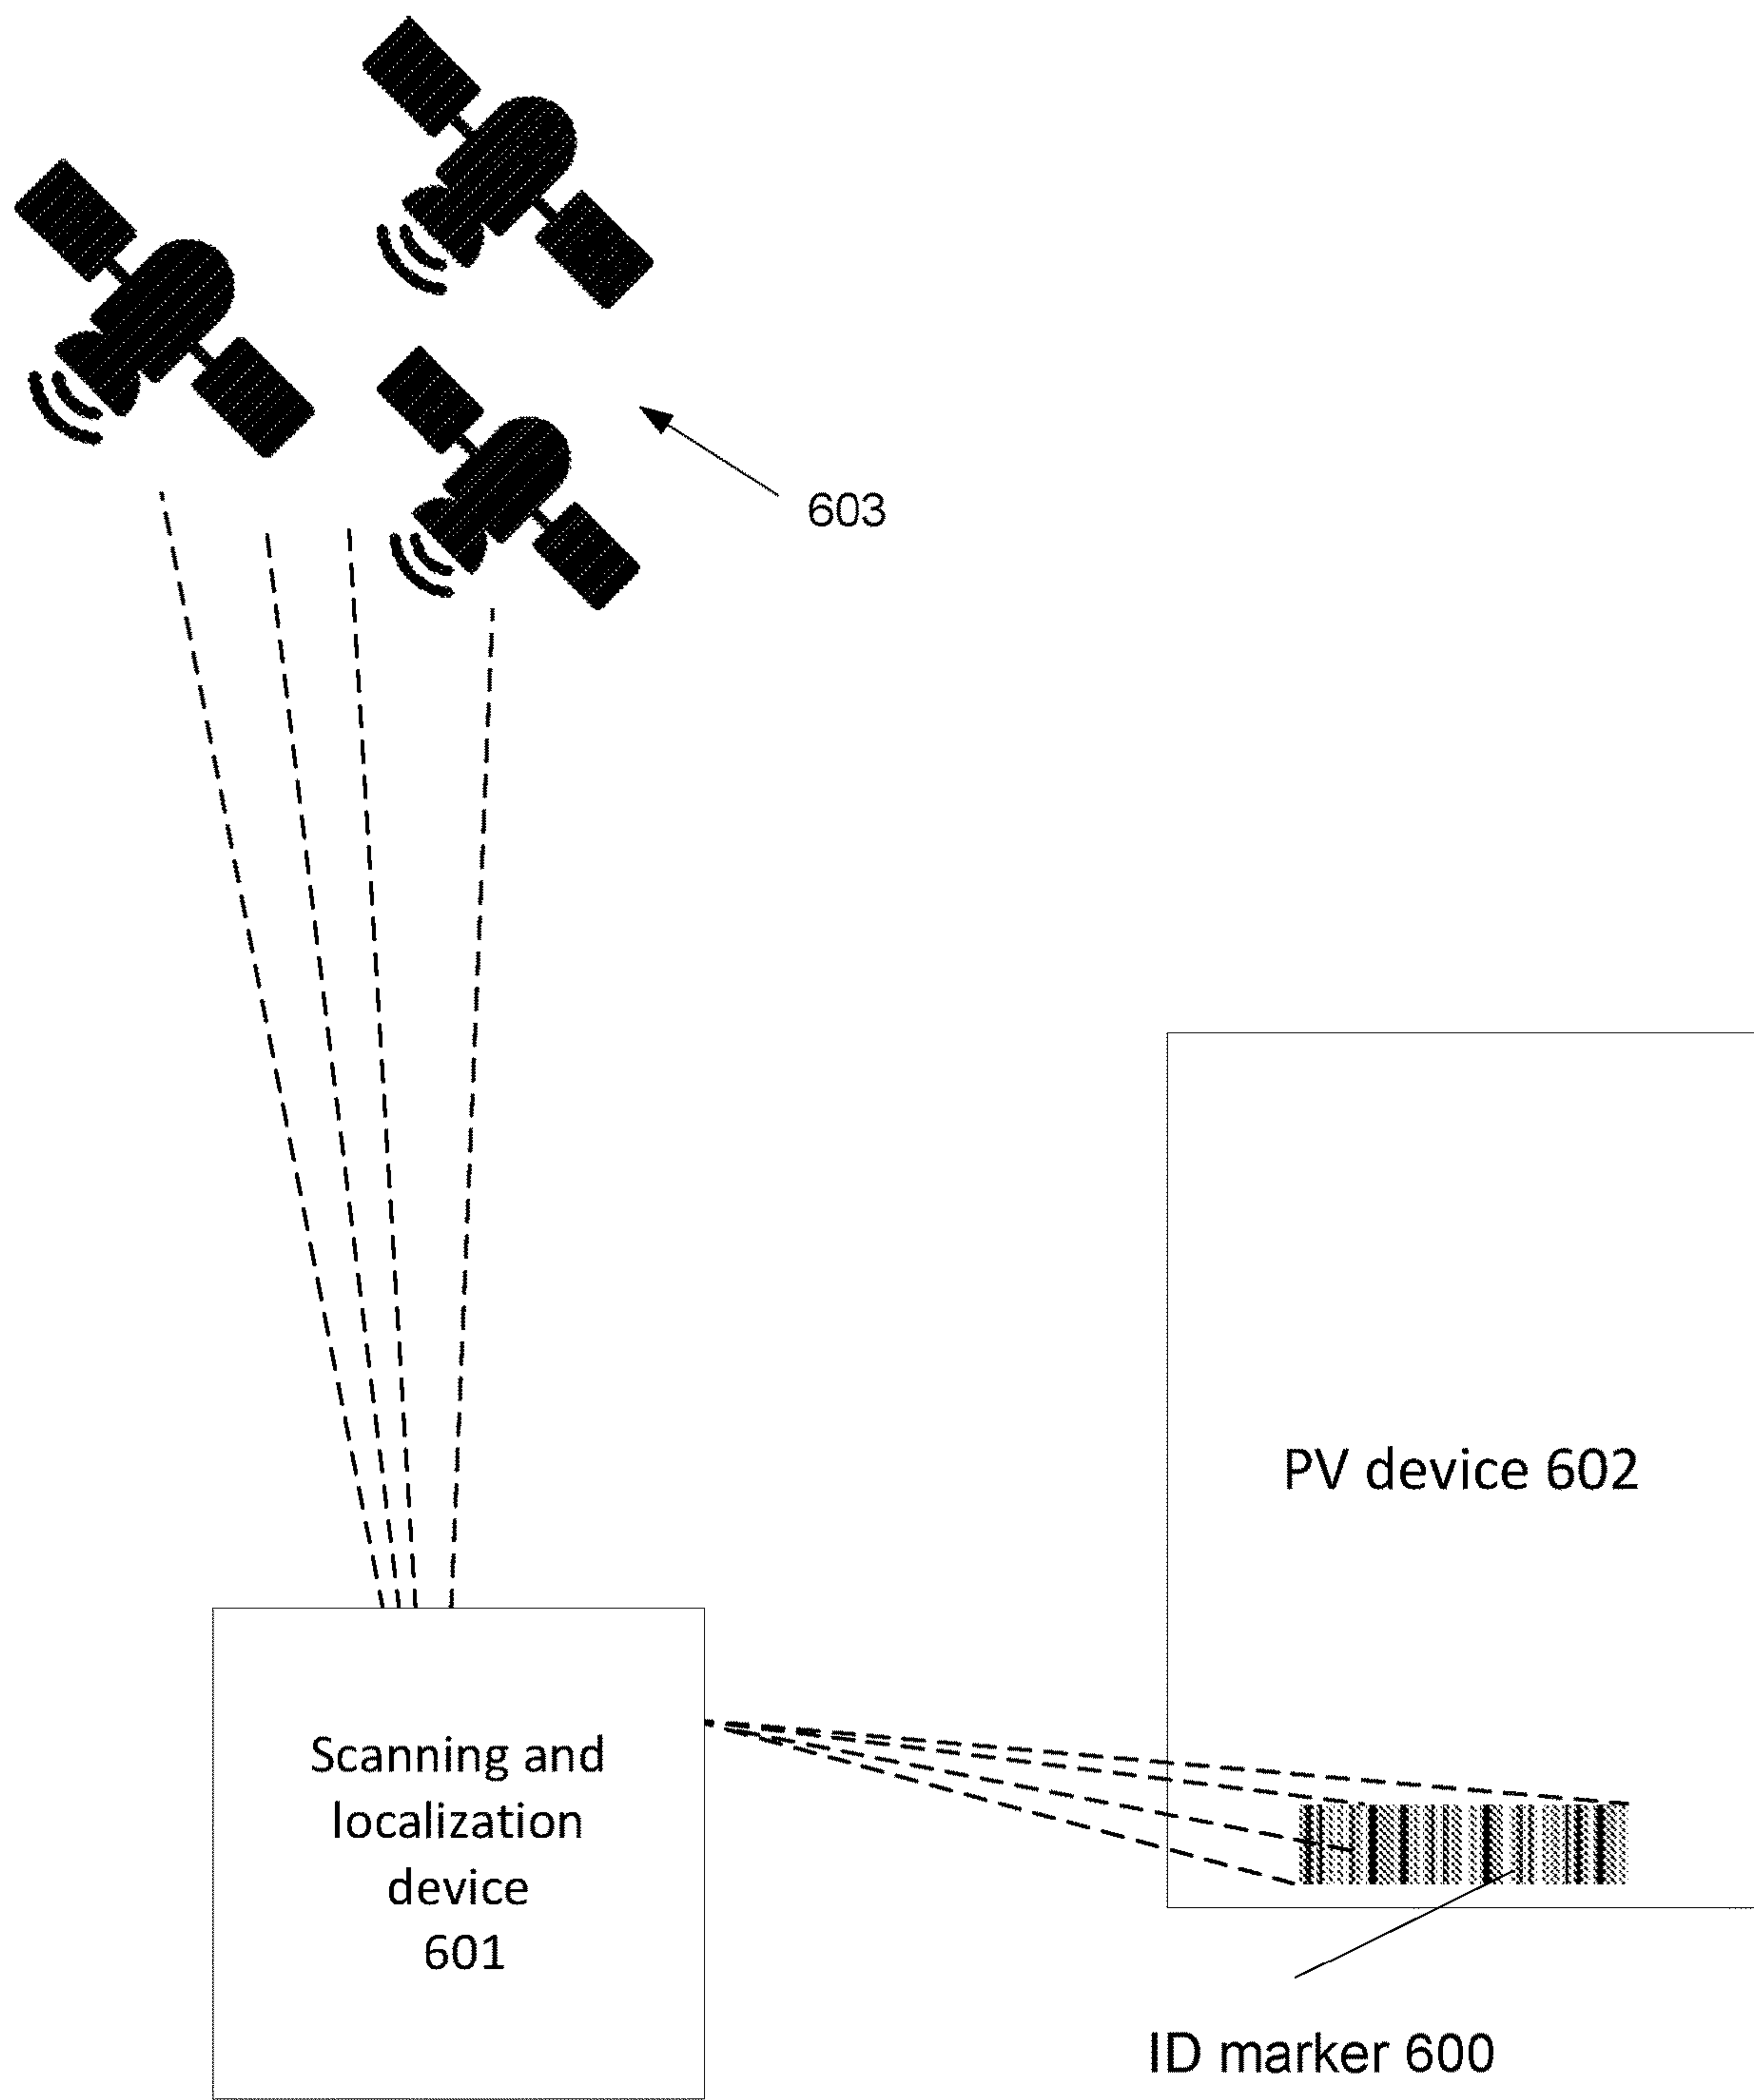 603
PV device 602
Scanning and
localization
device
601
ID marker 600